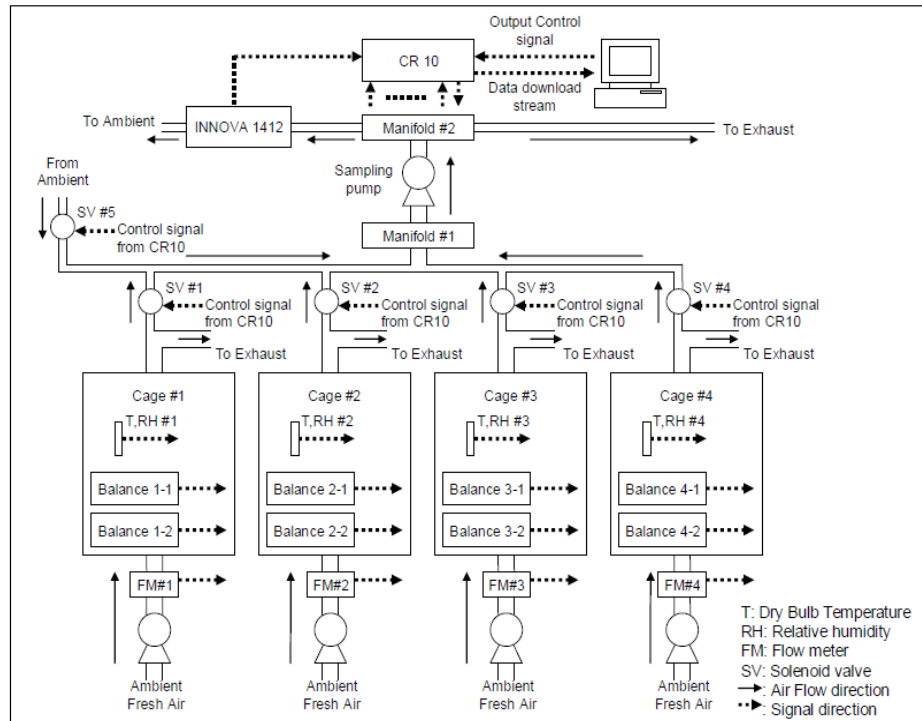 Output Control
signal
CR 10
Data download
stream
To Ambient
INNOVA 1412
Manifold #2
To Exhaust
From
Ambient
Sampling
pump
SV #5
Control signal
from CR10
Manifold #1
SV #1
Control signal
from CR10
SV #2
Control signal
from CR10
SV #3
Control signal
from CR10
SV #4
Control signal
from CR10
To Exhaust
To Exhaust
To Exhaust
To Exhaust
Cage #1
T,RH #1
Balance 1-1
Balance 1-2
FM#1
Ambient
Fresh Air
Cage #2
T,RH #2
Balance 2-1
Balance 2-2
FM#2
Ambient
Fresh Air
Cage #3
T,RH #3
Balance 3-1
Balance 3-2
FM#3
Ambient
Fresh Air
Cage #4
T,RH #4
Balance 4-1
Balance 4-2
FM#4
Ambient
Fresh Air
T: Dry Bulb Temperature
RH: Relative humidity
FM: Flow meter
SV: Solenoid valve
: Air Flow direction
: Signal direction